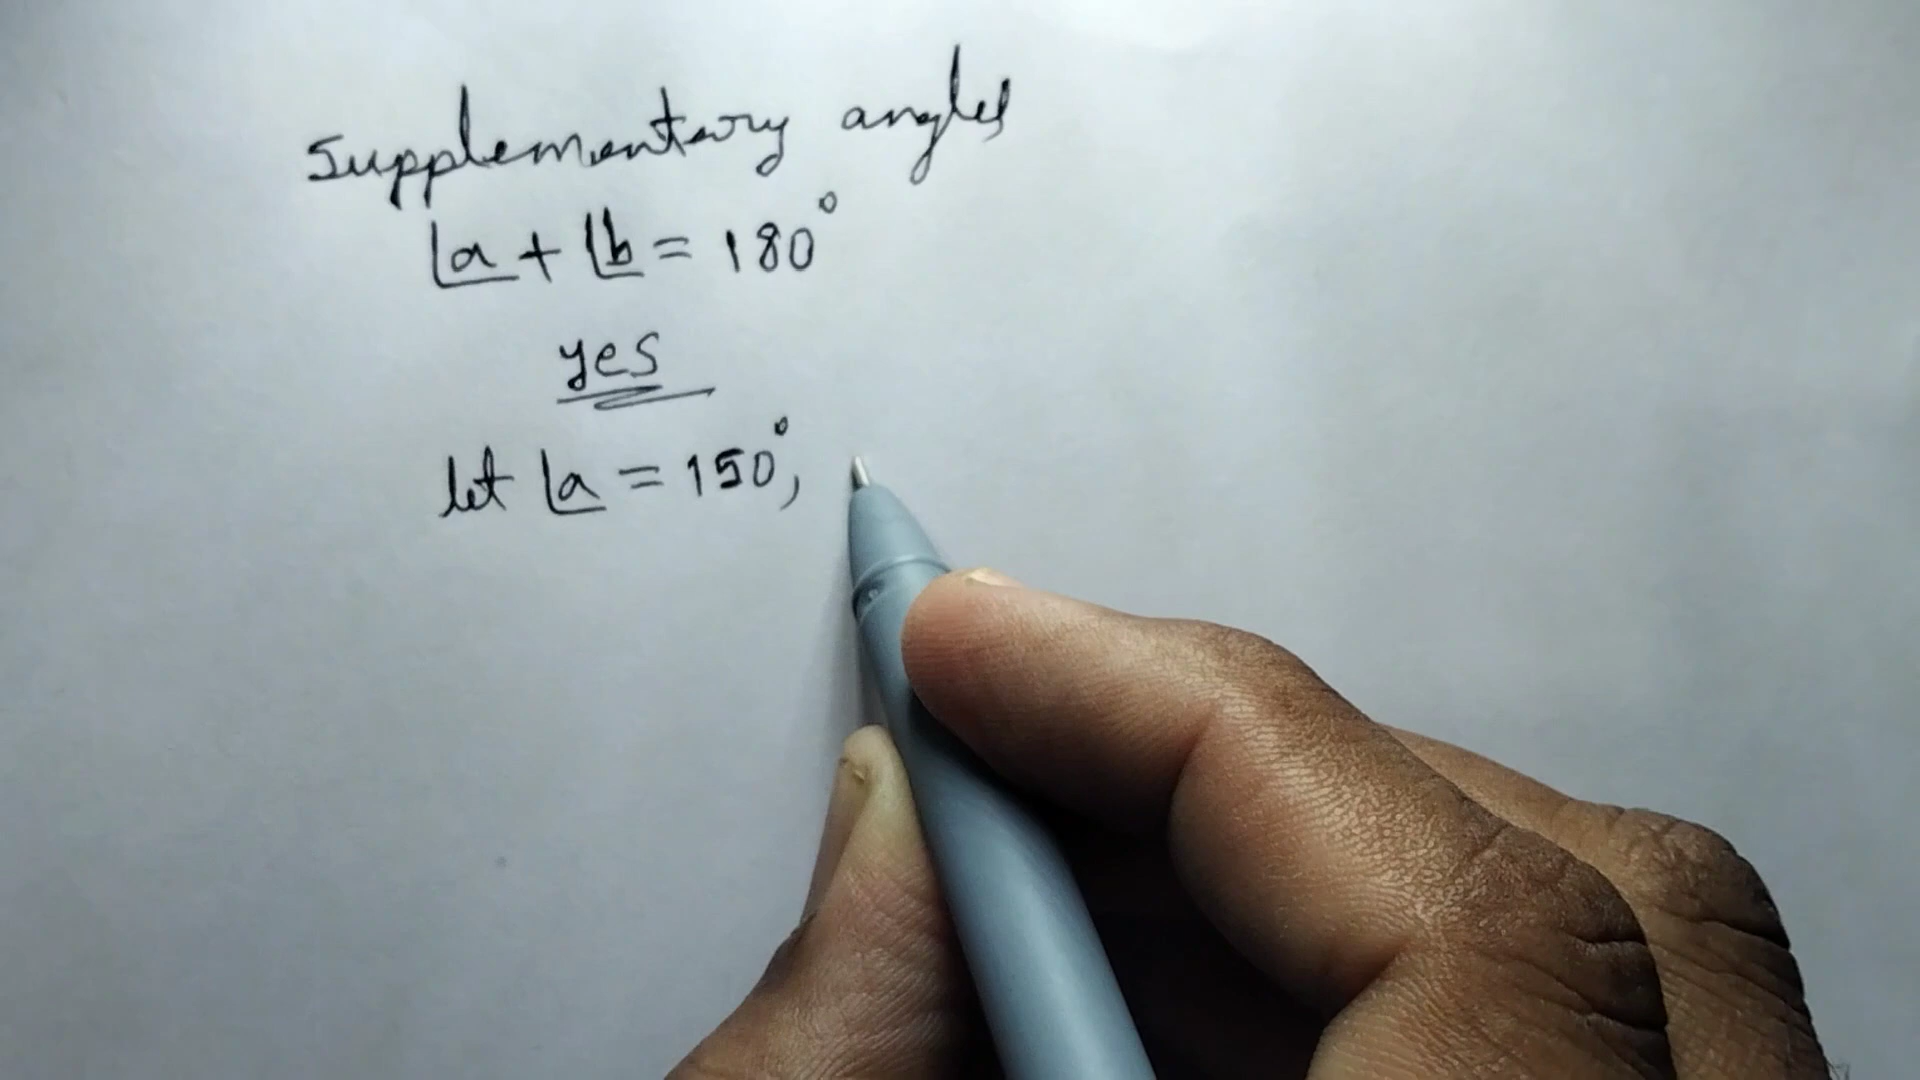 Supplementary angles
∠a + ∠b = 180°
yes
let ∠a = 150°,